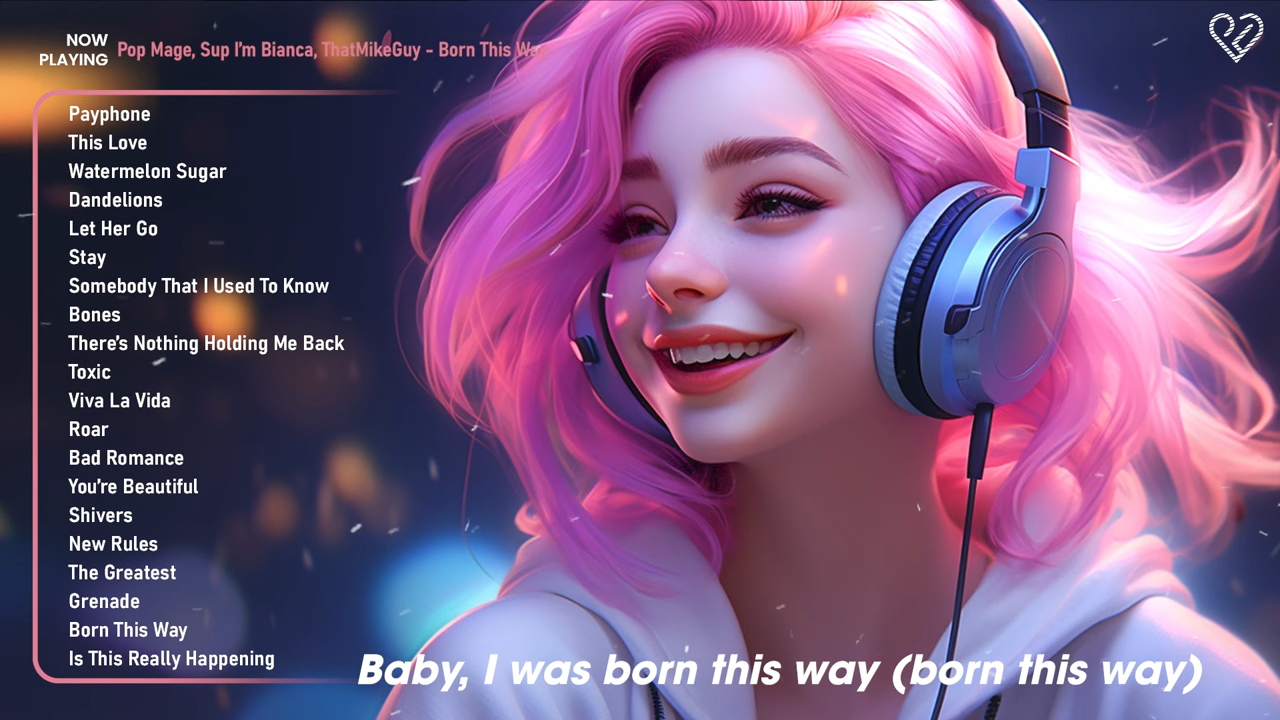 NOW
PLAYING
Pop Mage, Sup I'm Bianca, ThatMikeGuy - Born This
Payphone
This Love
Watermelon Sugar
Dandelions
Let Her Go
Stay
Somebody That I Used To Know
Bones
There's Nothing Holding Me Back
Toxic
Viva La Vida
Roar
Bad Romance
You're Beautiful
Shivers
New Rules
The Greatest
Grenade
Born This Way
Is This Really Happening
Baby, I was born this way (born this way)